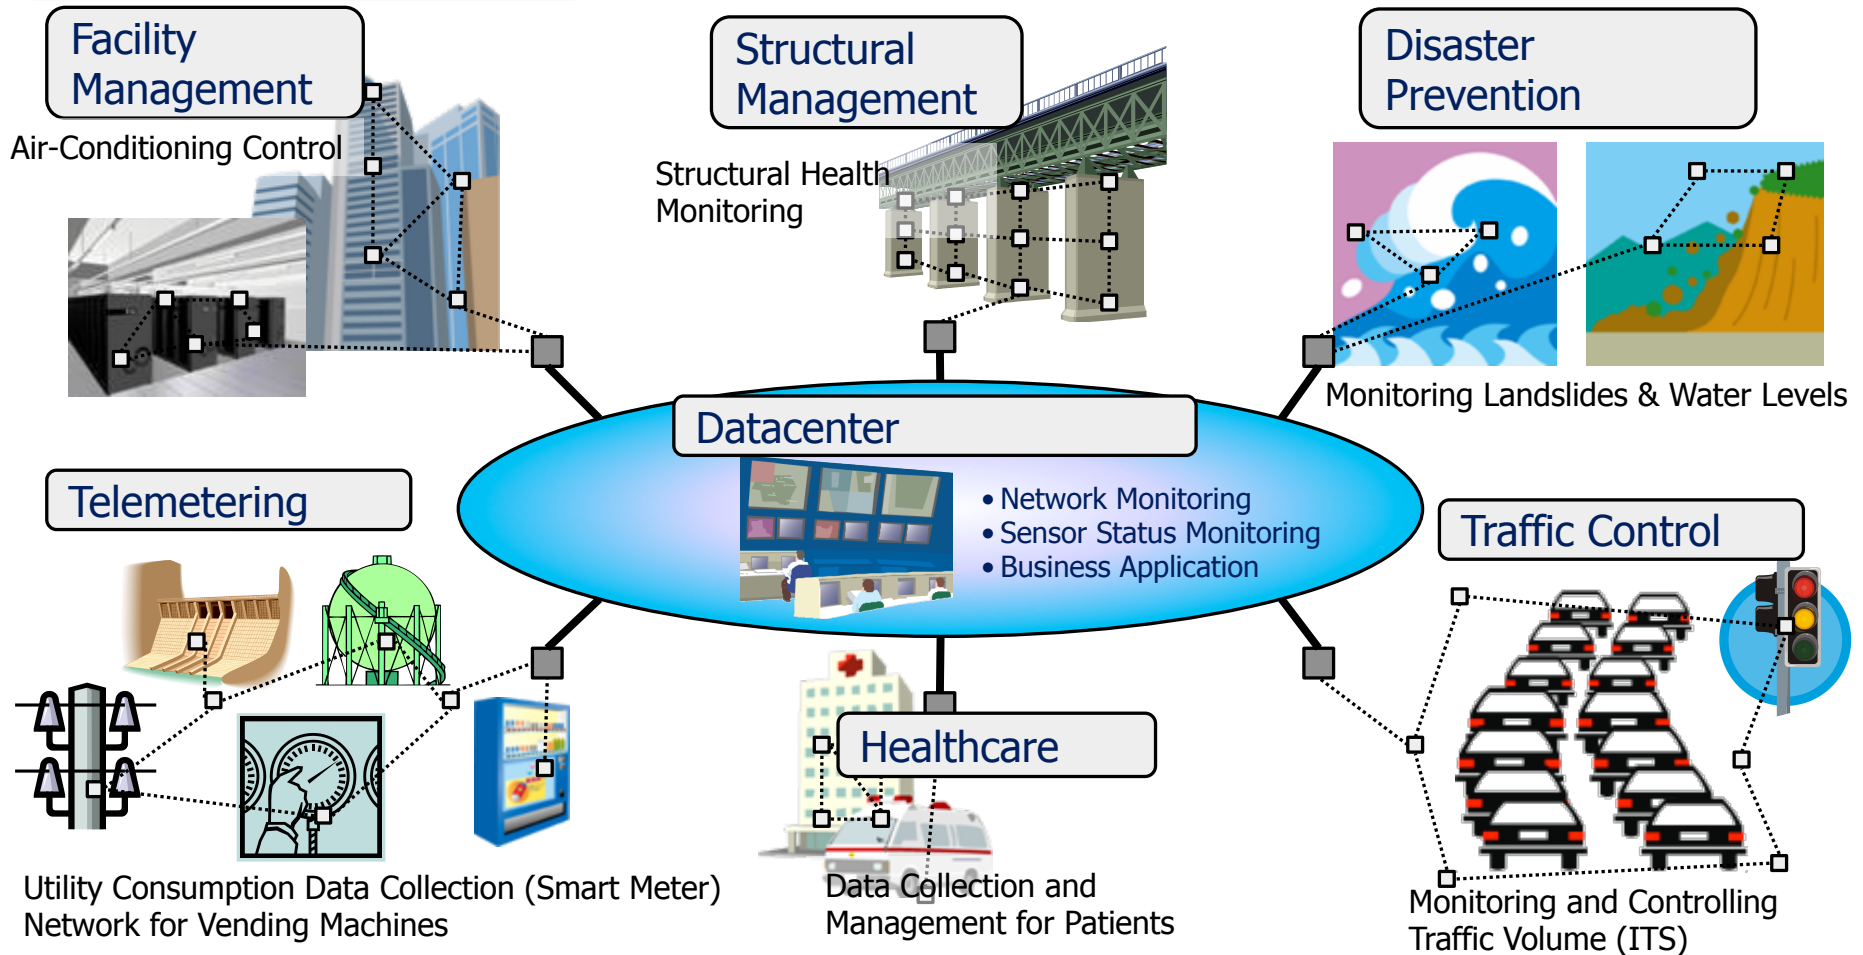 Facility
Management
Air-Conditioning Control
Structural
Management
Structural Health
Monitoring
Disaster
Prevention
Monitoring Landslides & Water Levels
Datacenter
• Network Monitoring
• Sensor Status Monitoring
• Business Application
Telemetering
Utility Consumption Data Collection (Smart Meter)
Network for Vending Machines
Healthcare
Data Collection and
Management for Patients
Traffic Control
Monitoring and Controlling
Traffic Volume (ITS)